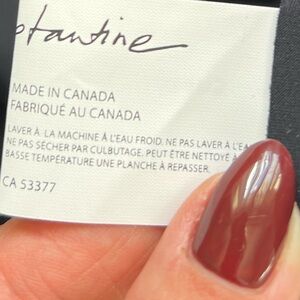 MADE IN CANADA
FABRIQUÉ AU CANADA
LAVER À LA MACHINE À L'EAU FROID. NE PAS LAVER À L'EA
NE PAS SÉCHER PAR CULBUTAGE. PEUT ÊTRE NETTOYÉ À
BASSE TEMPÉRATURE UNE PLANCHE À REPASSER.
CA 53377